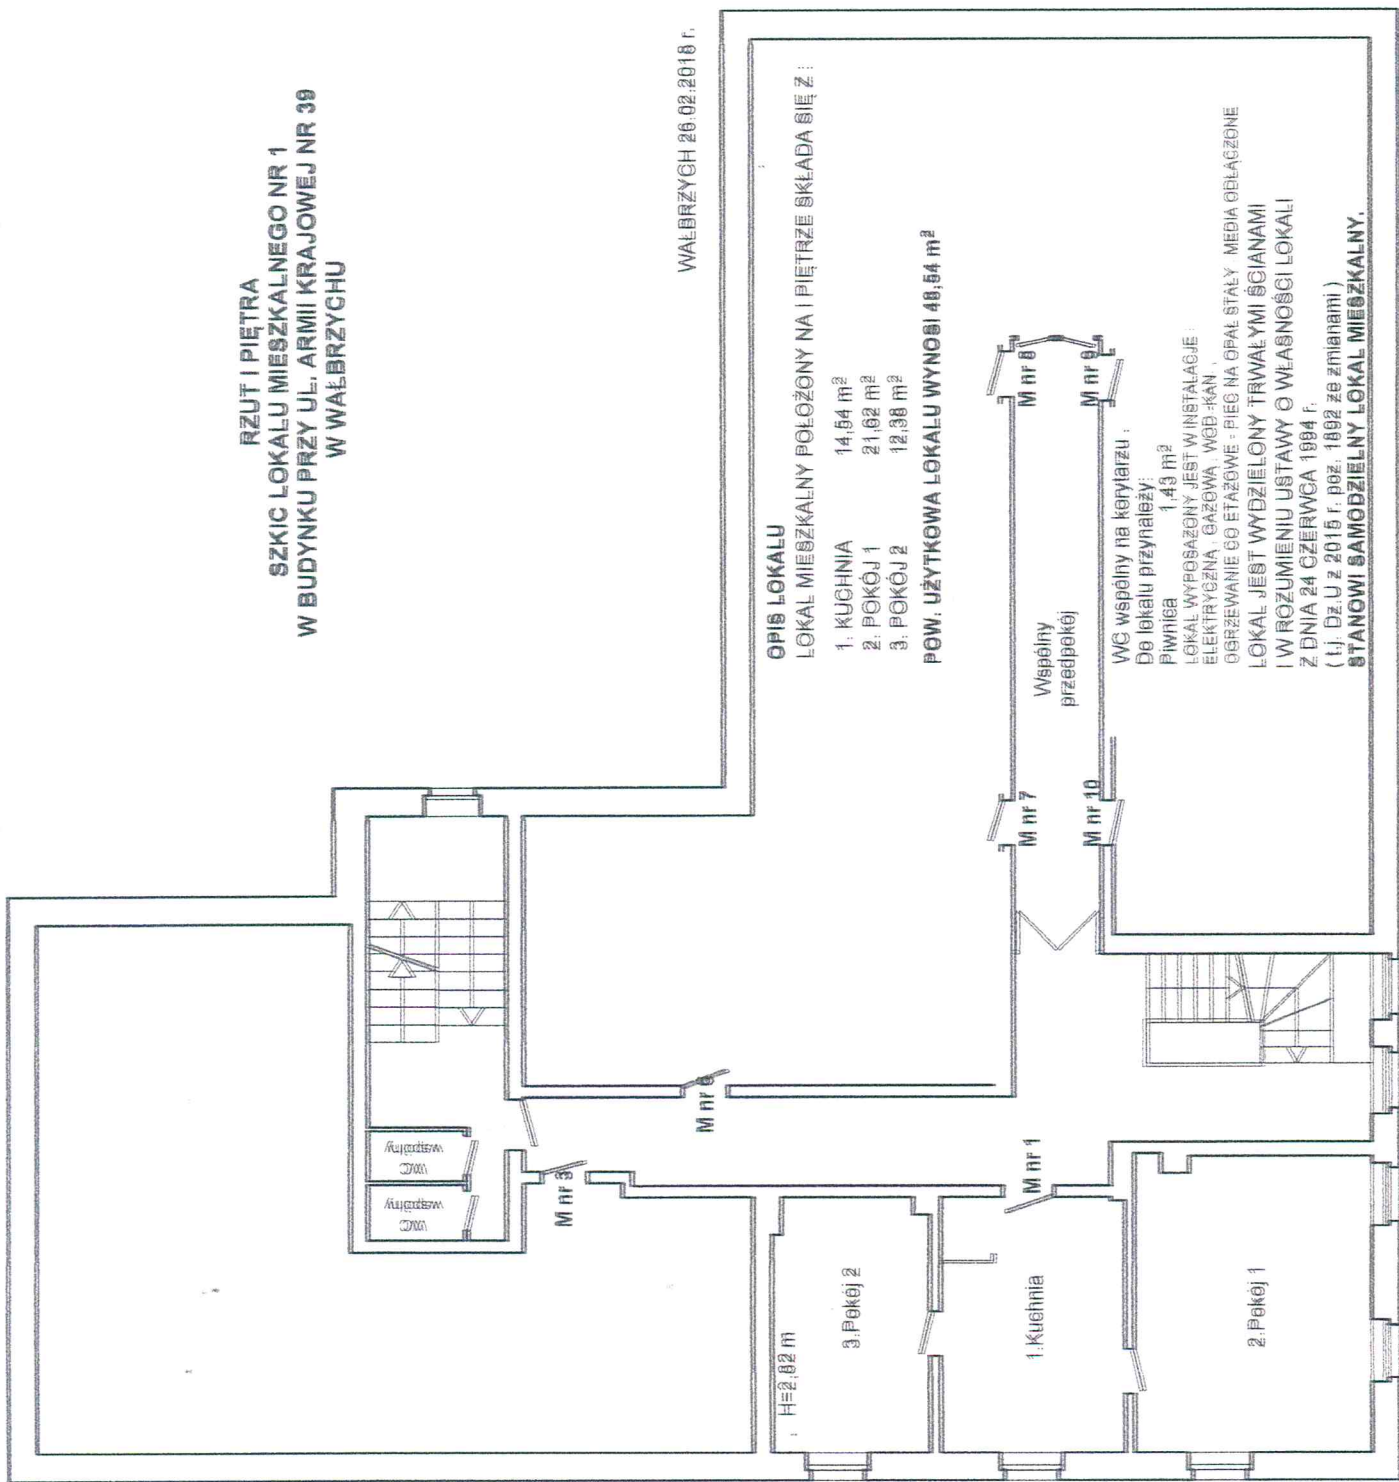 RZUT I PIĘTRA
SZKIC LOKALU MIESZKALNEGO NR 1
W BUDYNKU PRZY UL. ARMII KRAJOWEJ NR 39
W WAŁBRZYCHU
WAŁBRZYCH 26.02.2018 r.
OPIS LOKALU
LOKAL MIESZKALNY POŁOŻONY NA I PIĘTRZE SKŁADA SIĘ Z :
1. KUCHNIA 14,54 m²
2. POKÓJ 1 21,62 m²
3. POKÓJ 2 12,38 m²
POW. UŻYTKOWA LOKALU WYNOSI 48,54 m²
M nr 8
M nr 9
Wspólny
przedpokój
M nr 7
M nr 10
WC wspólny na korytarzu .
Do lokalu przynależy:
Piwnica 1,43 m²
LOKAL WYPOSAŻONY JEST W INSTALACJE :
ELEKTRYCZNĄ , GAZOWĄ, WOD -KAN ,
OGRZEWANIE CO ETAŻOWE - PIEC NA OPAŁ STAŁY MEDIA ODŁĄCZONE
LOKAL JEST WYDZIELONY TRWAŁYMI ŚCIANAMI
I W ROZUMIENIU USTAWY O WŁASNOŚCI LOKALI
Z DNIA 24 CZERWCA 1994 r.
( t.j. Dz.U z 2015 r. poz. 1892 ze zmianami )
STANOWI SAMODZIELNY LOKAL MIESZKALNY.
WC
wspólny
WC
wspólny
M nr 3
M nr 6
M nr 1
H=2,82 m
3.Pokój 2
1.Kuchnia
2.Pokój 1